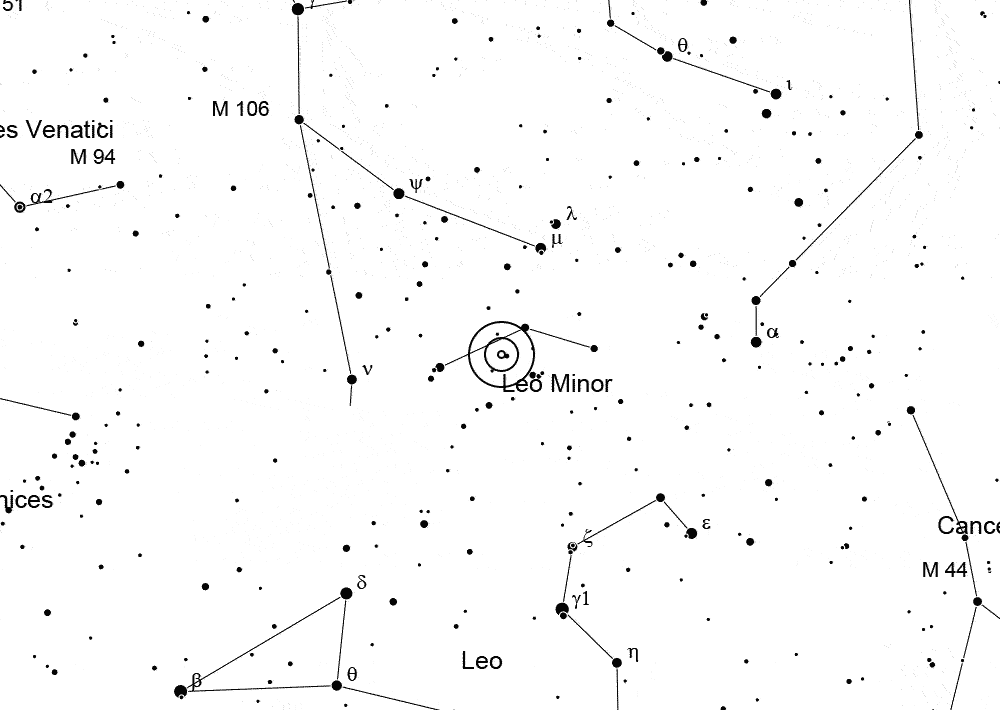 51
γ
θ
ι
M 106
es Venatici
M 94
α2
ψ
λ
μ
α
ν
Leo Minor
nices
ε
ζ
Cance
M 44
δ
γ1
η
Leo
θ
β